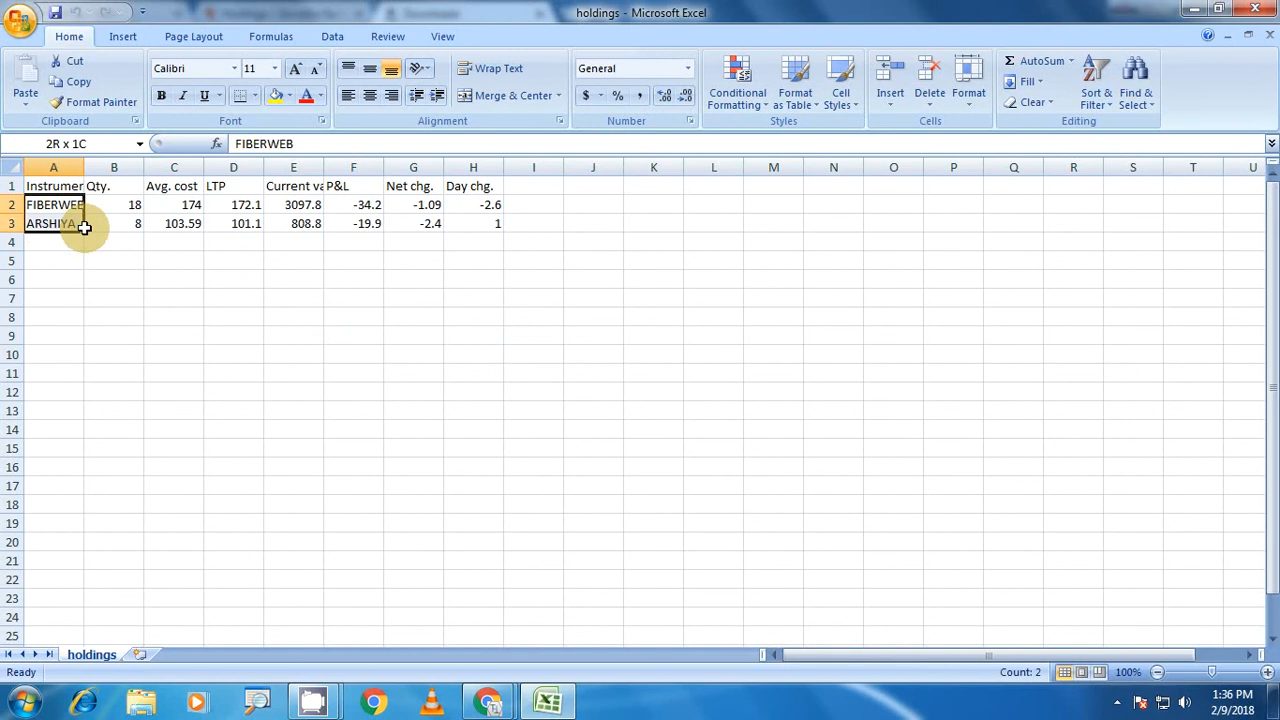 holdings - Microsoft Excel
Home Insert Page Layout Formulas Data Review View
Paste Cut Copy Format Painter Clipboard
Calibri 11 B I U A Font
Wrap Text Merge & Center Alignment
General $ % , Number
Conditional Formatting Format as Table Cell Styles Styles
Insert Delete Format Cells
AutoSum Fill Clear Sort & Filter Find & Select Editing
2R x 1C fx FIBERWEB
A B C D E F G H I J K L M N O P Q R S T U
1 Instrumer Qty. Avg. cost LTP Current va P&L Net chg. Day chg.
2 FIBERWEB 18 174 172.1 3097.8 -34.2 -1.09 -2.6
3 ARSHIYA 8 103.59 101.1 808.8 -19.9 -2.4 1
4
5
6
7
8
9
10
11
12
13
14
15
16
17
18
19
20
21
22
23
24
25
holdings
Ready Count: 2 100%
1:36 PM
2/9/2018